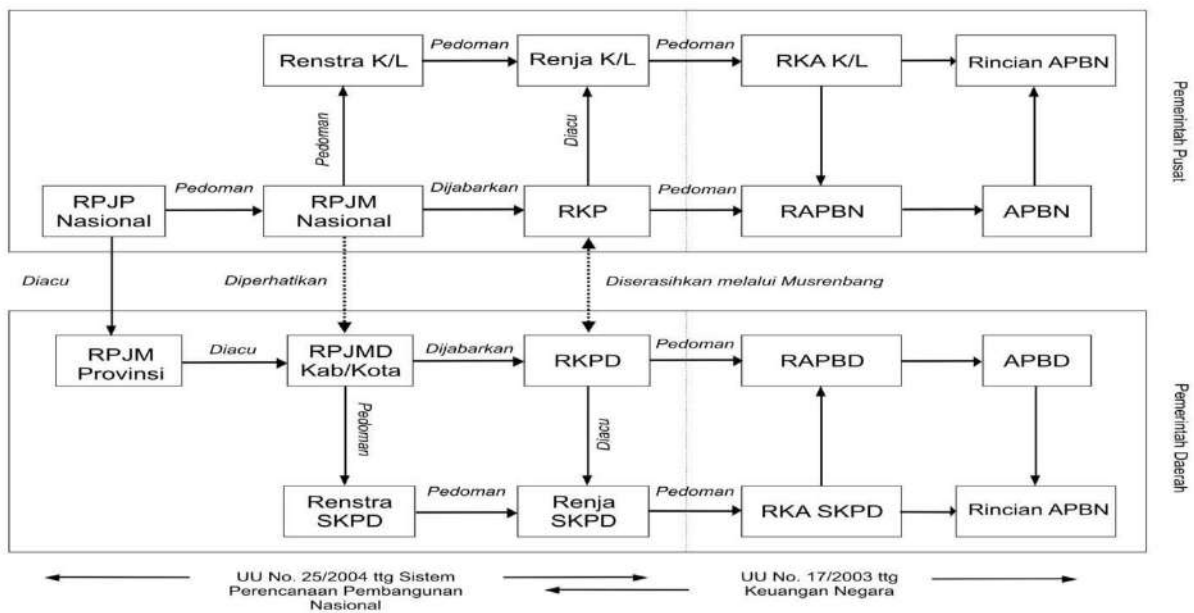 Pedoman
Pedoman
Renstra K/L
Renja K/L
RKA K/L
Rincian APBN
Pedoman
Diacu
Pemerintah Pusat
RPJP
Nasional
Pedoman
RPJM
Nasional
Dijabarkan
RKP
Pedoman
RAPBN
APBN
Diacu
Diperhatikan
Diserasihkan melalui Musrenbang
RPJM
Provinsi
Diacu
RPJMD
Kab/Kota
Dijabarkan
RKPD
Pedoman
RAPBD
APBD
Pedoman
Diacu
Pemerintah Daerah
Renstra
SKPD
Pedoman
Renja
SKPD
Pedoman
RKA SKPD
Rincian APBN
UU No. 25/2004 ttg Sistem
Perencanaan Pembangunan
Nasional
UU No. 17/2003 ttg
Keuangan Negara